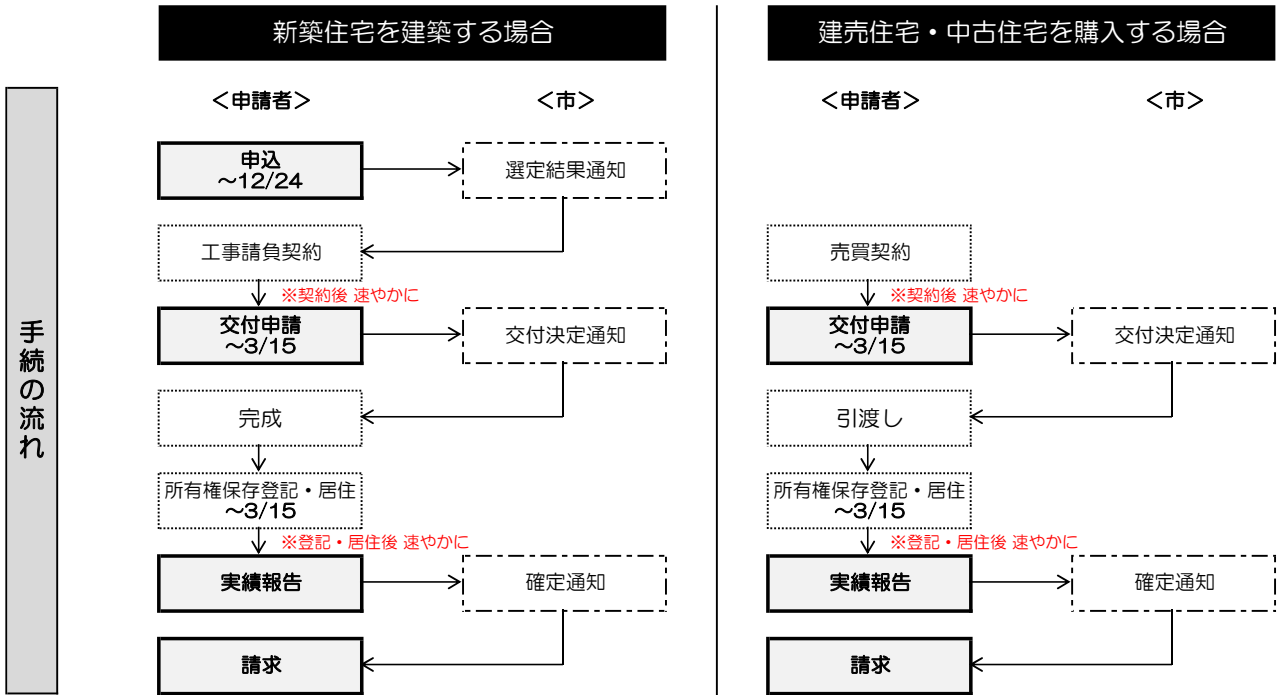 新築住宅を建築する場合
建売住宅・中古住宅を購入する場合
手続の流れ
＜申請者＞
＜市＞
申込
～12/24
選定結果通知
工事請負契約
※契約後 速やかに
交付申請
～3/15
交付決定通知
完成
所有権保存登記・居住
～3/15
※登記・居住後 速やかに
実績報告
確定通知
請求
＜申請者＞
＜市＞
売買契約
※契約後 速やかに
交付申請
～3/15
交付決定通知
引渡し
所有権保存登記・居住
～3/15
※登記・居住後 速やかに
実績報告
確定通知
請求